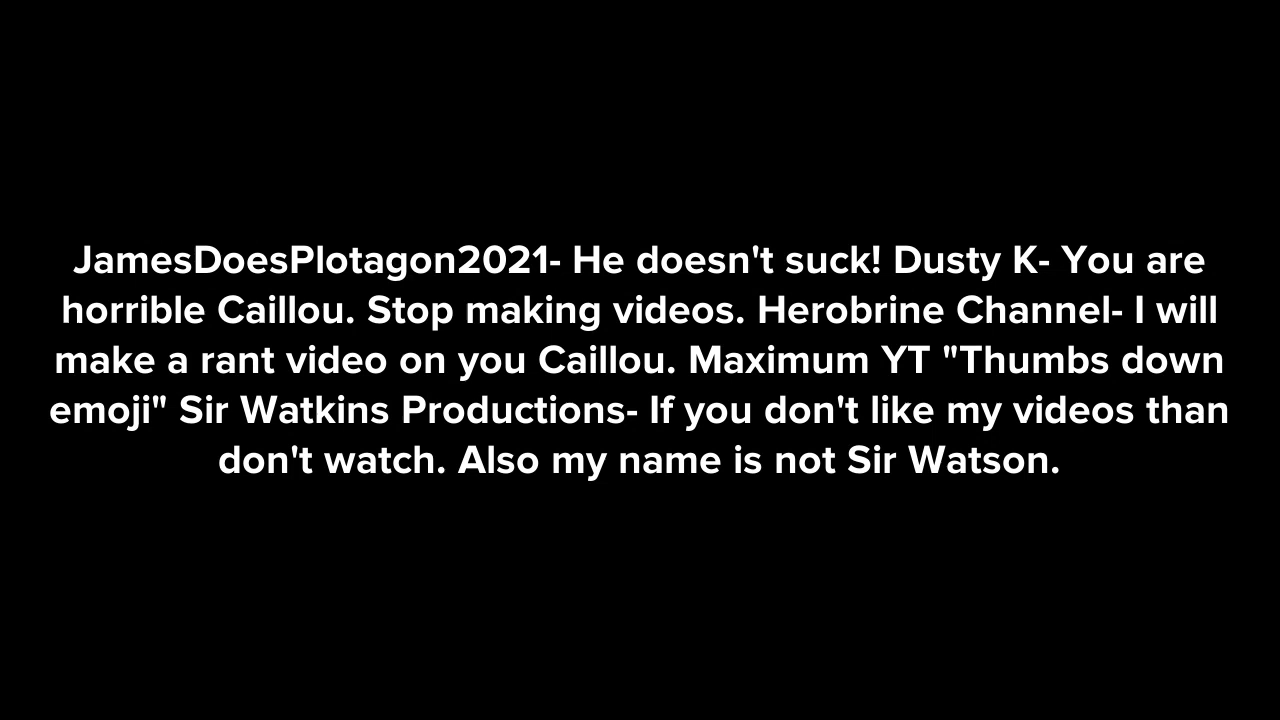 JamesDoesPlotagon2021- He doesn't suck! Dusty K- You are
horrible Caillou. Stop making videos. Herobrine Channel- I will
make a rant video on you Caillou. Maximum YT "Thumbs down
emoji" Sir Watkins Productions- If you don't like my videos than
don't watch. Also my name is not Sir Watson.